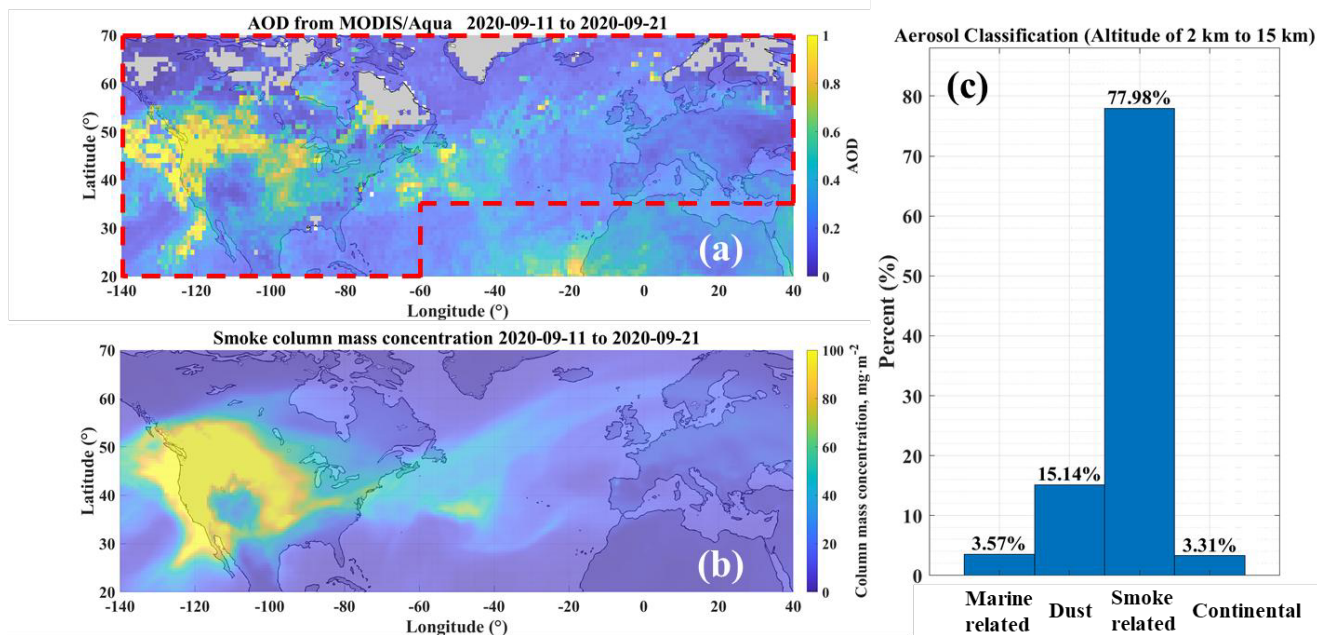 AOD from MODIS/Aqua 2020-09-11 to 2020-09-21
70
60
50
40
30
20
Latitude (°)
-140 -120 -100 -80 -60 -40 -20 0 20 40
Longitude (°)
(a)
1
0.8
0.6
0.4
0.2
0
AOD
Smoke column mass concentration 2020-09-11 to 2020-09-21
70
60
50
40
30
20
Latitude (°)
-140 -120 -100 -80 -60 -40 -20 0 20 40
Longitude (°)
(b)
100
80
60
40
20
0
Column mass concentration, mg·m⁻²
Aerosol Classification (Altitude of 2 km to 15 km)
(c)
80
70
60
50
40
30
20
10
0
Percent (%)
3.57%
15.14%
77.98%
3.31%
Marine related
Dust
Smoke related
Continental